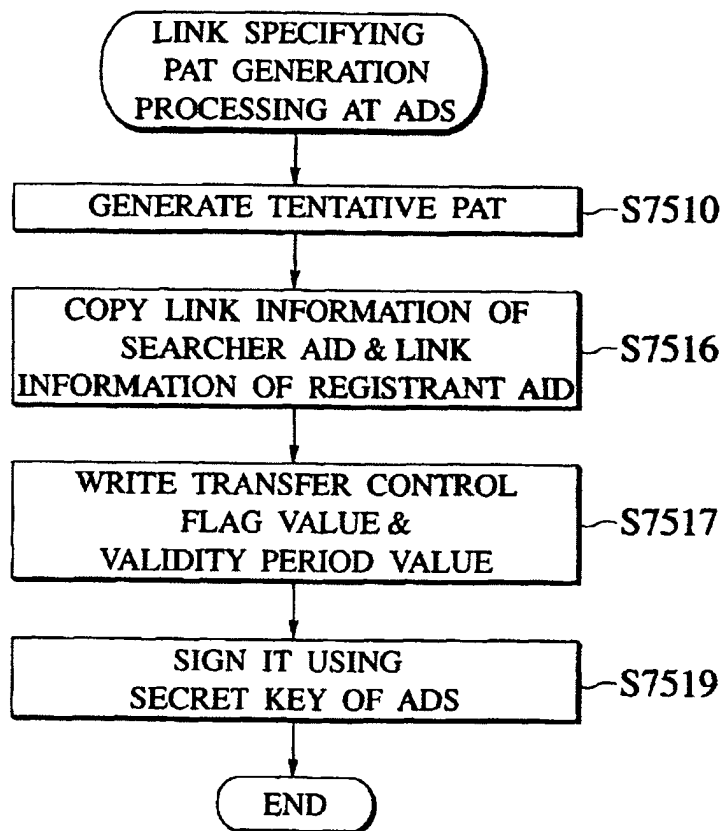 LINK SPECIFYING
PAT GENERATION
PROCESSING AT ADS
GENERATE TENTATIVE PAT
S7510
COPY LINK INFORMATION OF
SEARCHER AID & LINK
INFORMATION OF REGISTRANT AID
S7516
WRITE TRANSFER CONTROL
FLAG VALUE &
VALIDITY PERIOD VALUE
S7517
SIGN IT USING
SECRET KEY OF ADS
S7519
END